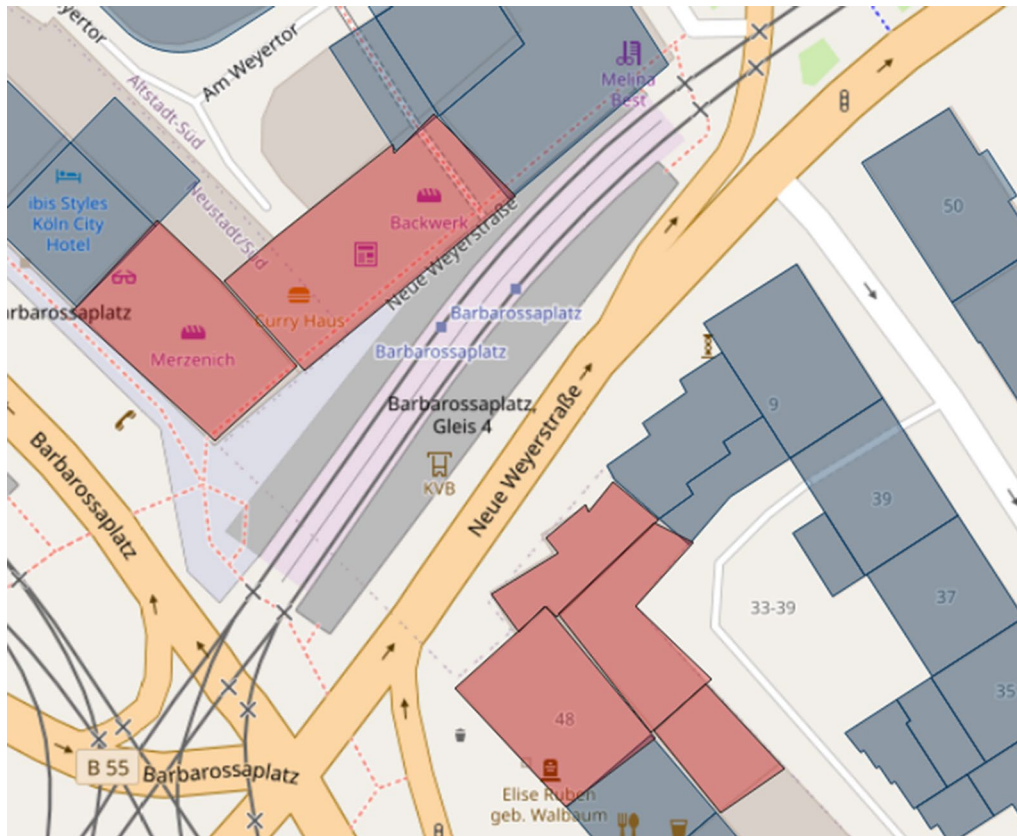 yertor
Am Weyertor
Altstadt-Süd
Neustadt/Süd
Melina
Best
ibis Styles
Köln City
Hotel
Backwerk
Neue Weyerstraße
Curry Haus
rbarossaplatz
Merzenich
Barbarossaplatz
Barbarossaplatz
Barbarossaplatz,
Gleis 4
KVB
Neue Weyerstraße
Barbarossaplatz
50
9
39
37
33-39
35
48
B 55
Barbarossaplatz
Elise Ruben
geb. Walbaum